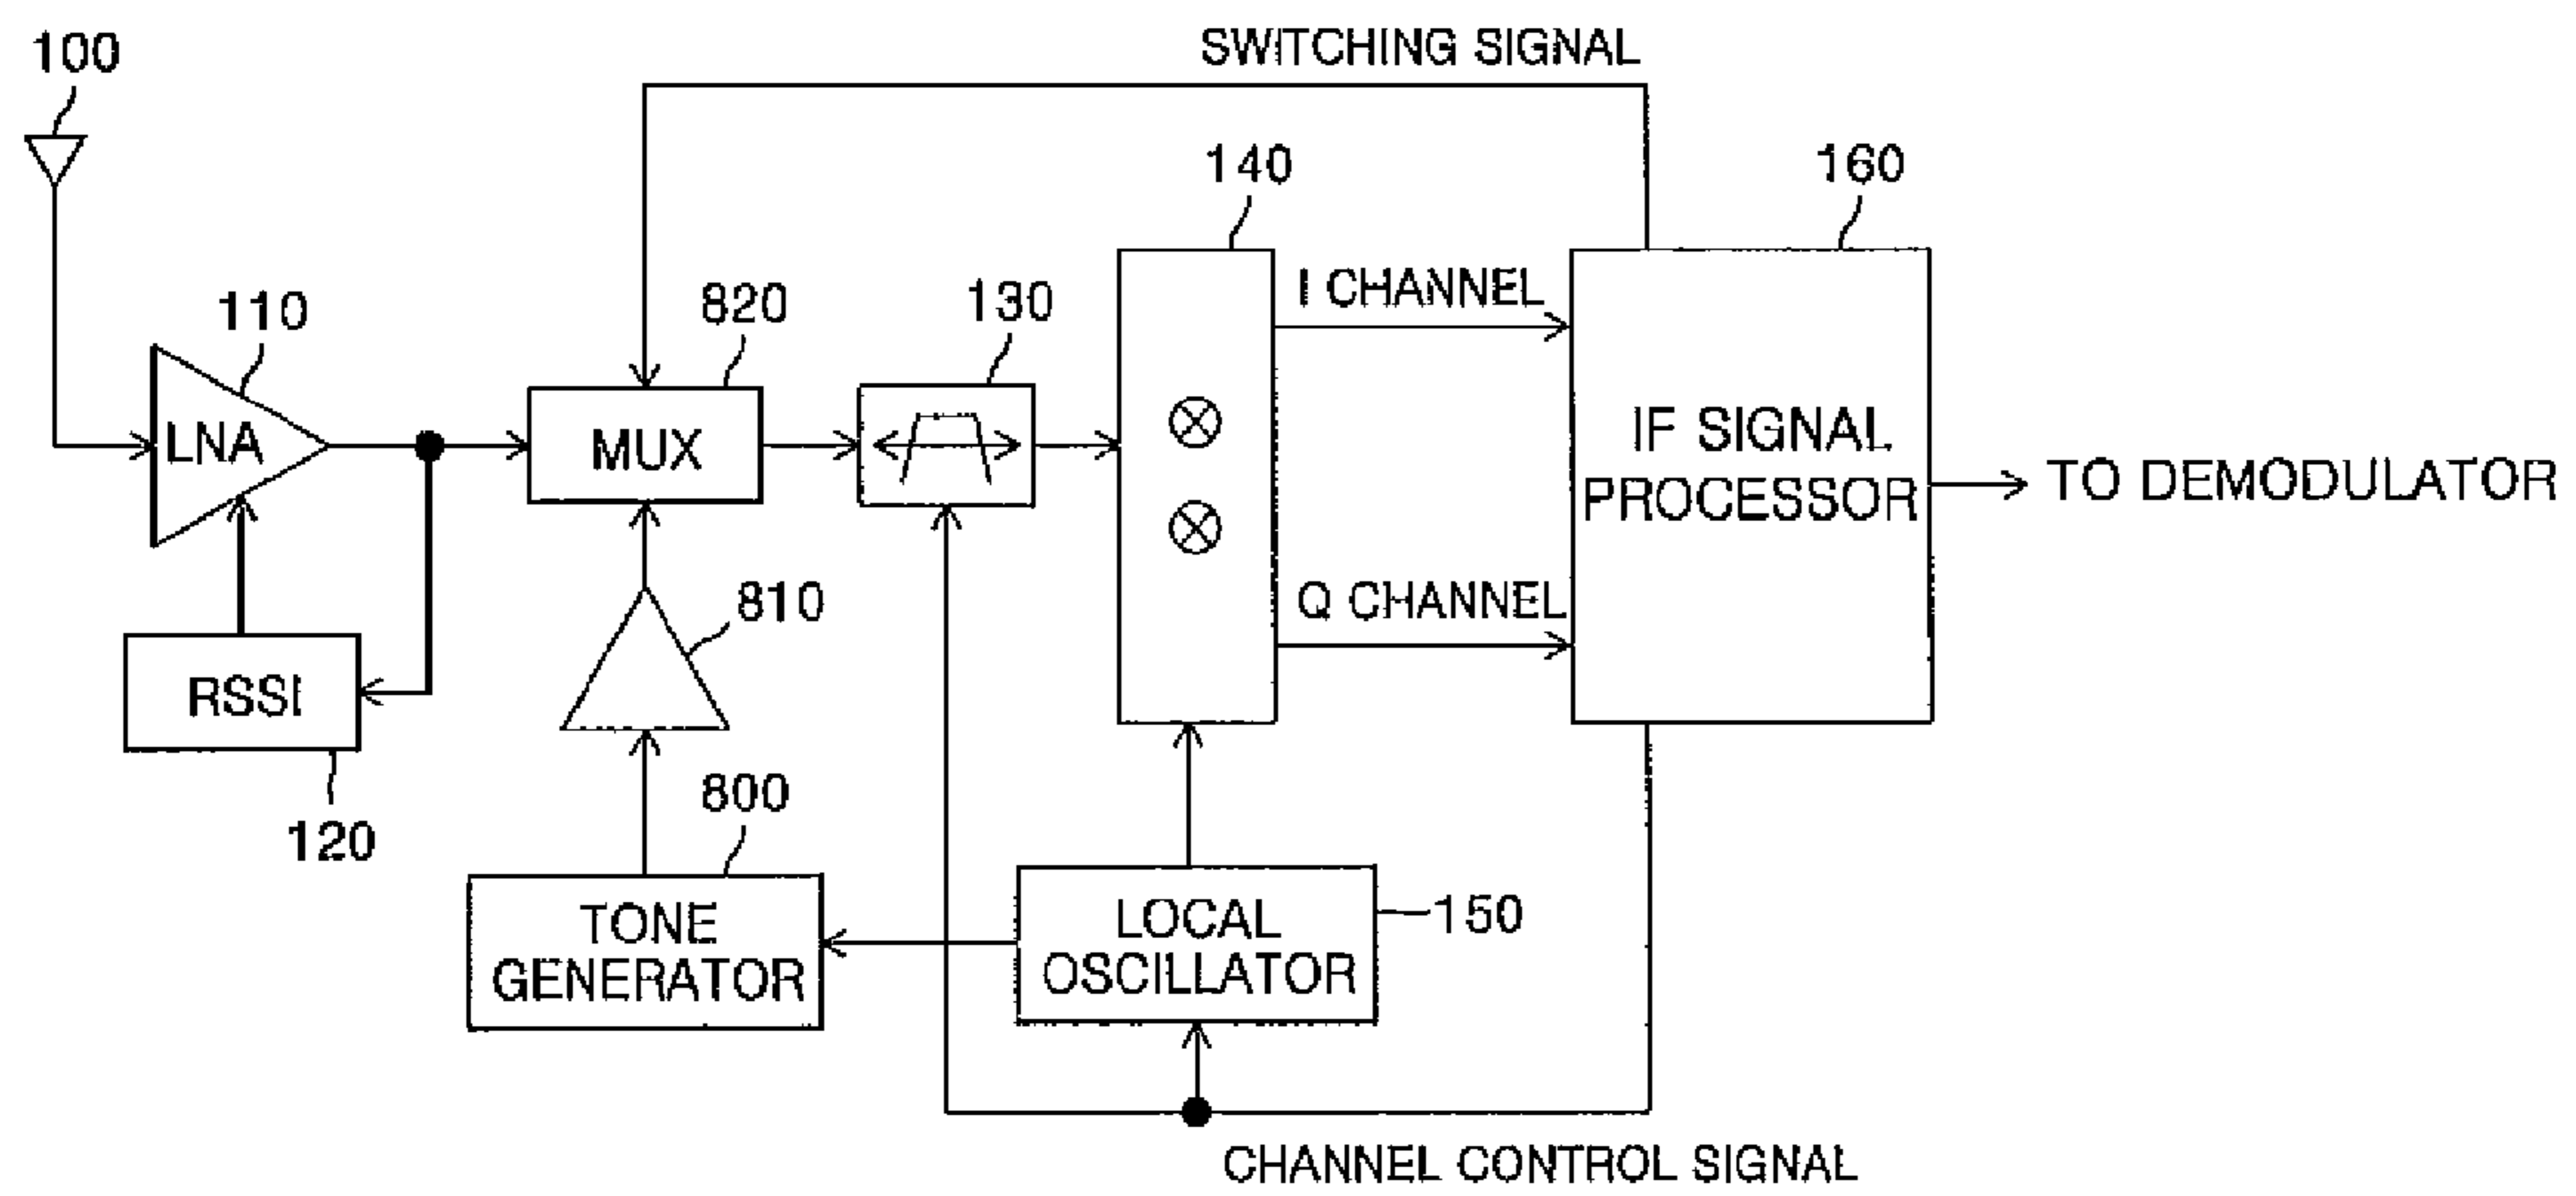 SWITCHING SIGNAL
100
140
160
110
820
130
I CHANNEL
LNA
MUX
IF SIGNAL
PROCESSOR
TO DEMODULATOR
Q CHANNEL
810
RSSI
120
800
TONE
GENERATOR
LOCAL
OSCILLATOR
150
CHANNEL CONTROL SIGNAL